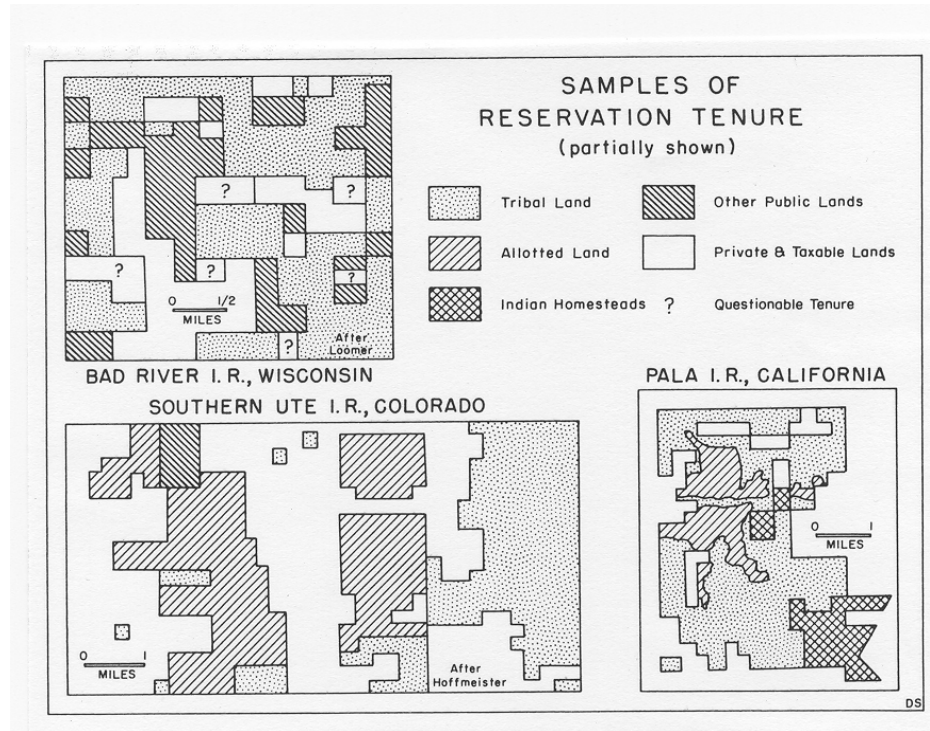 SAMPLES OF
RESERVATION TENURE
(partially shown)
Tribal Land
Other Public Lands
Allotted Land
Private & Taxable Lands
Indian Homesteads
? Questionable Tenure
?
?
?
?
?
?
0 1/2
MILES
After
Loomer
BAD RIVER I.R., WISCONSIN
SOUTHERN UTE I.R., COLORADO
0 1
MILES
After
Hoffmeister
PALA I.R., CALIFORNIA
0 1
MILES
DS